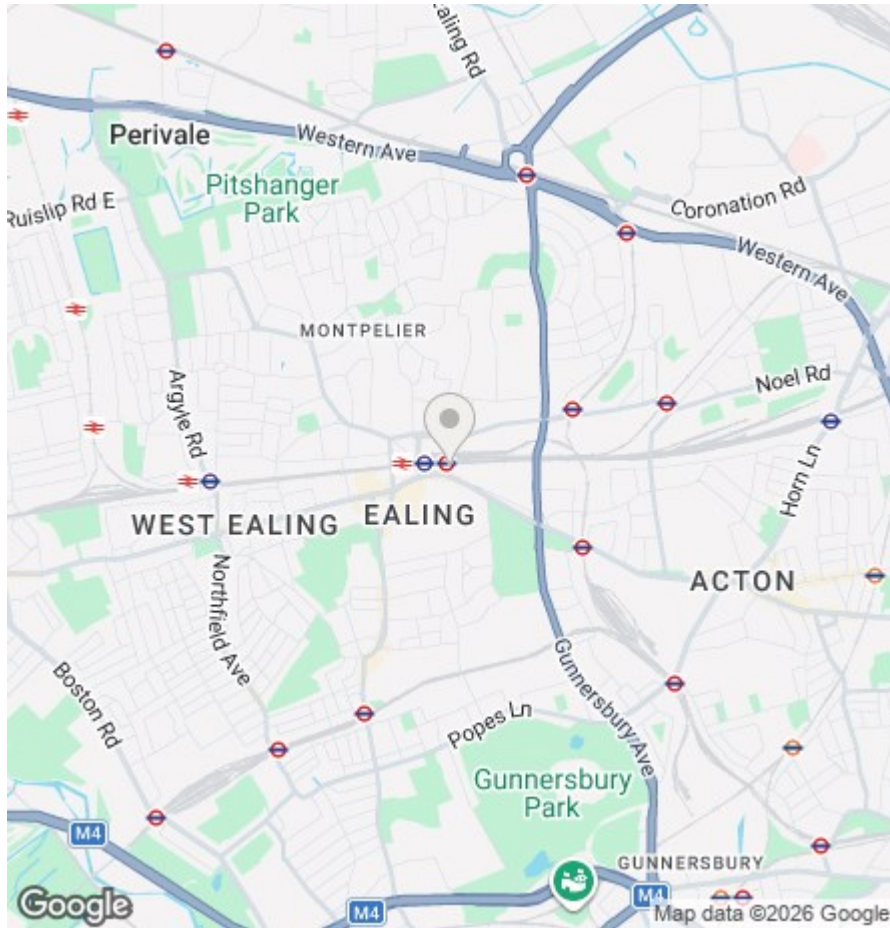 aling Rd
Perivale
Western Ave
Pitshanger
Park
Ruislip Rd E
Coronation Rd
Western Ave
MONTPELIER
Argyle Rd
Noel Rd
Horn Ln
WEST EALING
EALING
ACTON
Northfield Ave
Gunnersbury Ave
Boston Rd
Popes Ln
Gunnersbury
Park
M4
GUNNERSBURY
M4
M4
Google
Map data ©2026 Google